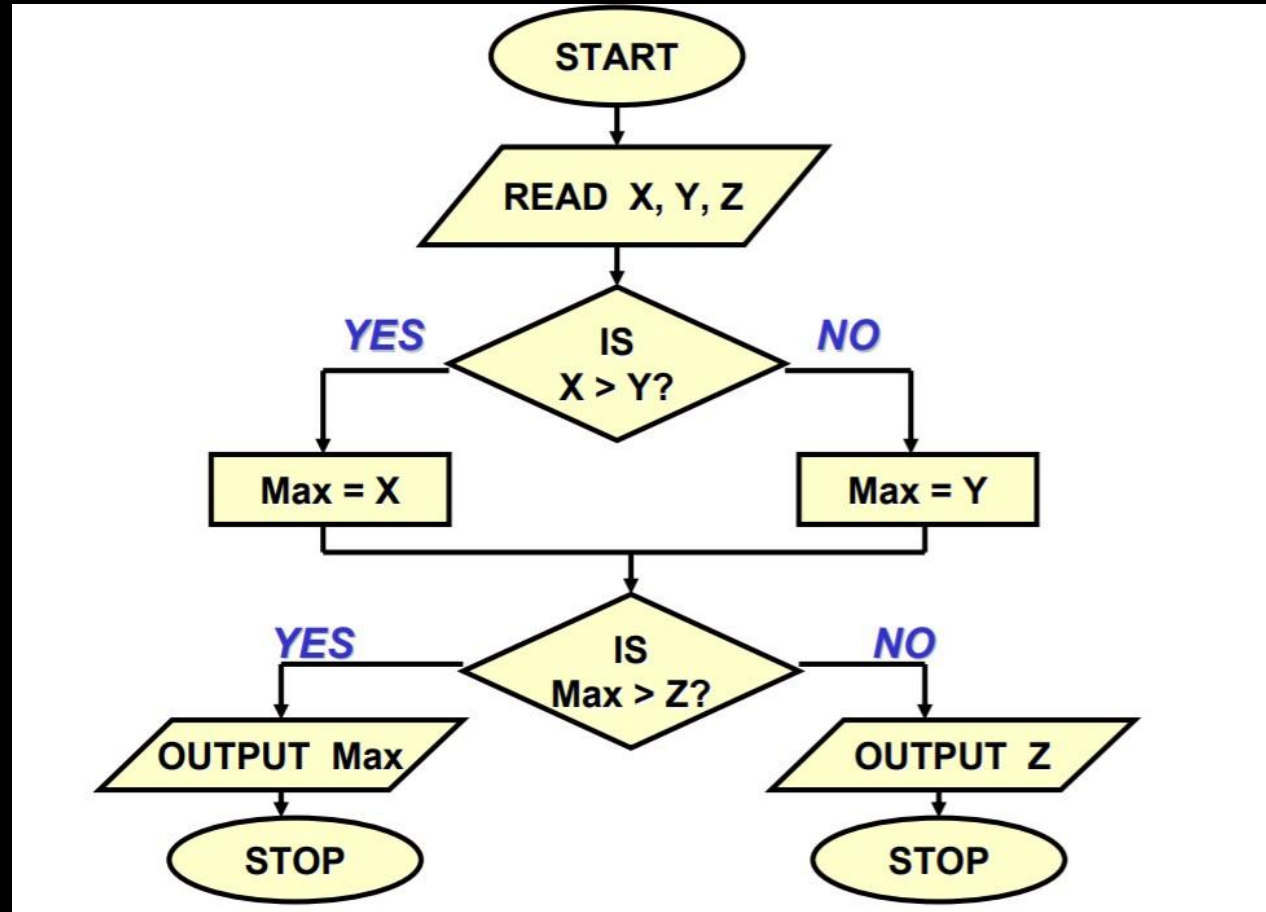 START
READ X, Y, Z
YES
IS
X > Y?
NO
Max = X
Max = Y
YES
IS
Max > Z?
NO
OUTPUT Max
OUTPUT Z
STOP
STOP